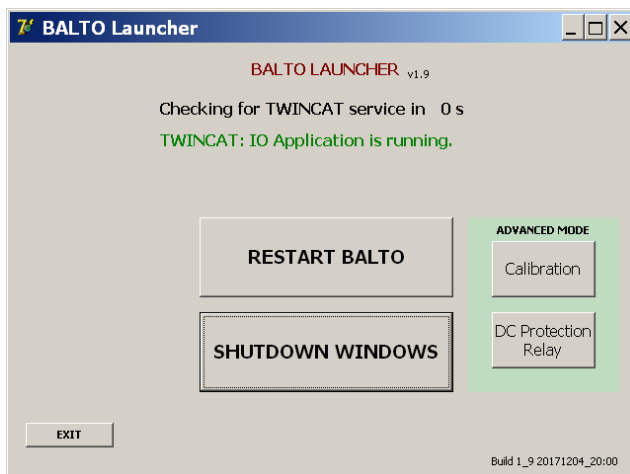 BALTO Launcher
BALTO LAUNCHER v1.9
Checking for TWINCAT service in 0 s
TWINCAT: IO Application is running.
RESTART BALTO
SHUTDOWN WINDOWS
ADVANCED MODE
Calibration
DC Protection
Relay
EXIT
Build 1_9 20171204_20:00